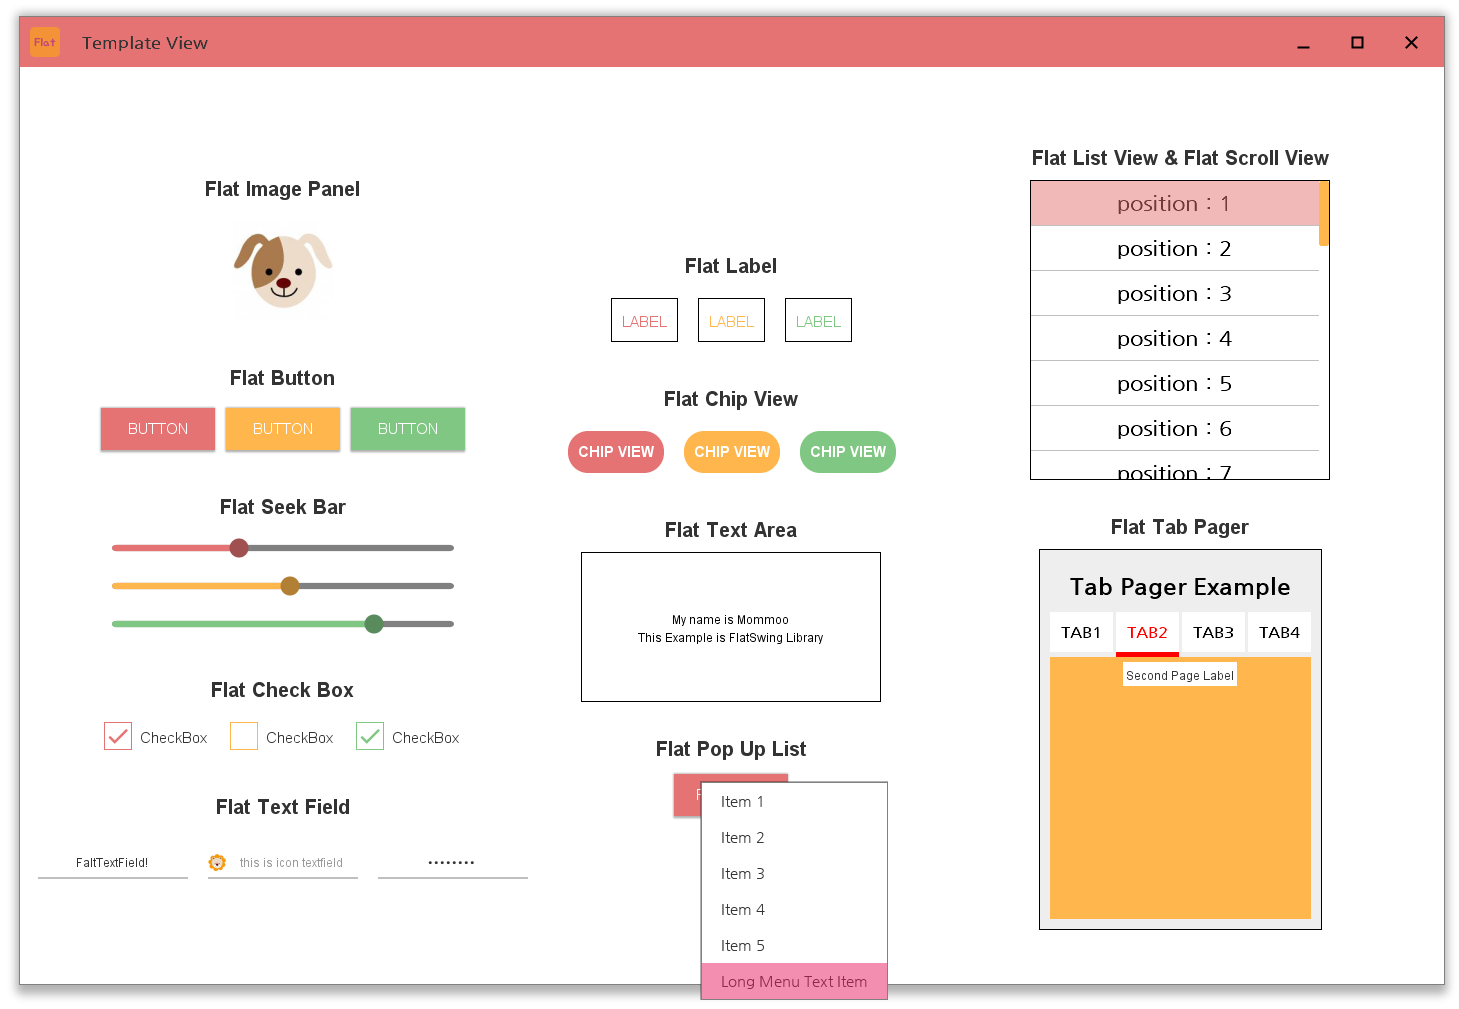 Flat
Template View
Flat Image Panel
Flat Button
BUTTON BUTTON BUTTON
Flat Seek Bar
Flat Check Box
CheckBox CheckBox CheckBox
Flat Text Field
FaltTextField! this is icon textfield ••••••••
Flat Label
LABEL LABEL LABEL
Flat Chip View
CHIP VIEW CHIP VIEW CHIP VIEW
Flat Text Area
My name is Mommoo
This Example is FlatSwing Library
Flat Pop Up List
Item 1
Item 2
Item 3
Item 4
Item 5
Long Menu Text Item
Flat List View & Flat Scroll View
position : 1
position : 2
position : 3
position : 4
position : 5
position : 6
position : 7
Flat Tab Pager
Tab Pager Example
TAB1 TAB2 TAB3 TAB4
Second Page Label